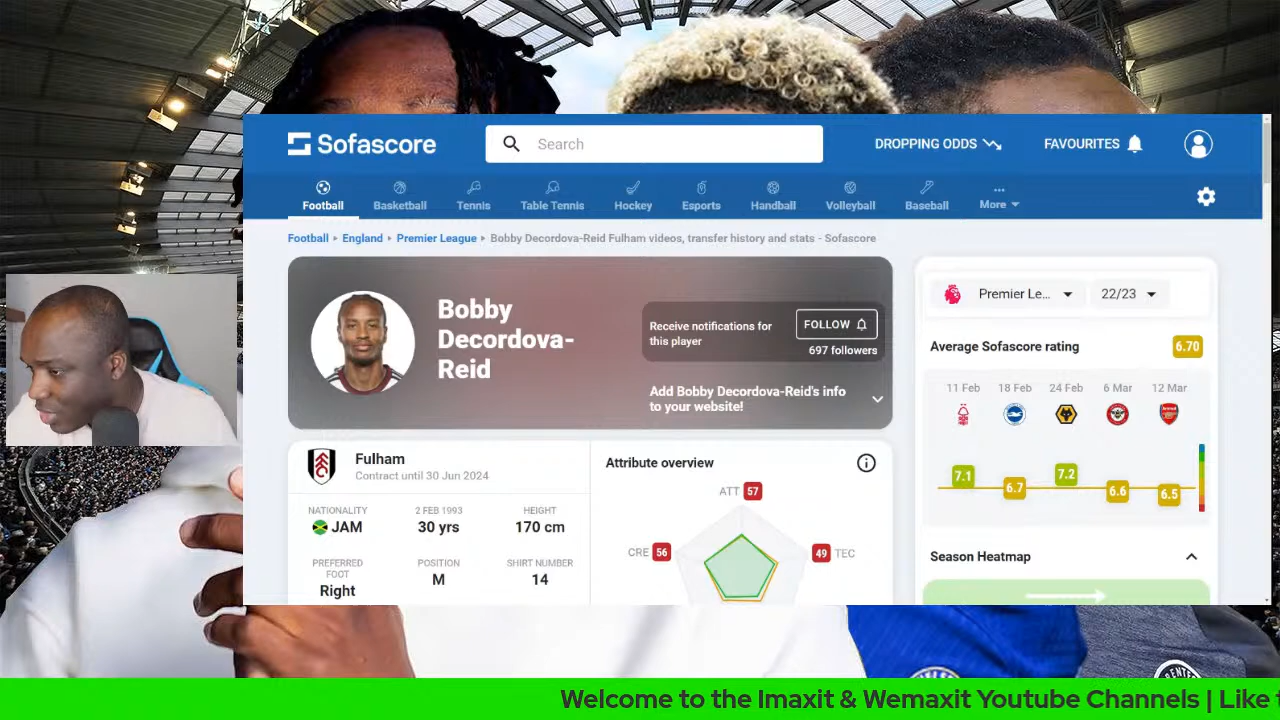 Sofascore
Search
DROPPING ODDS
FAVOURITES
Football
Basketball
Tennis
Table Tennis
Hockey
Esports
Handball
Volleyball
Baseball
More
Football
England
Premier League
Bobby Decordova-Reid Fulham videos, transfer history and stats - Sofascore
Bobby
Decordova-
Reid
Receive notifications for
this player
FOLLOW
697 followers
Add Bobby Decordova-Reid's info
to your website!
Fulham
Contract until 30 Jun 2024
NATIONALITY
JAM
2 FEB 1993
30 yrs
HEIGHT
170 cm
PREFERRED
FOOT
Right
POSITION
M
SHIRT NUMBER
14
Attribute overview
ATT 57
CRE 56
49 TEC
Premier Le...
22/23
Average Sofascore rating
6.70
11 Feb
18 Feb
24 Feb
6 Mar
12 Mar
7.1
6.7
7.2
6.6
6.5
Season Heatmap
Welcome to the Imaxit & Wemaxit Youtube Channels | Like